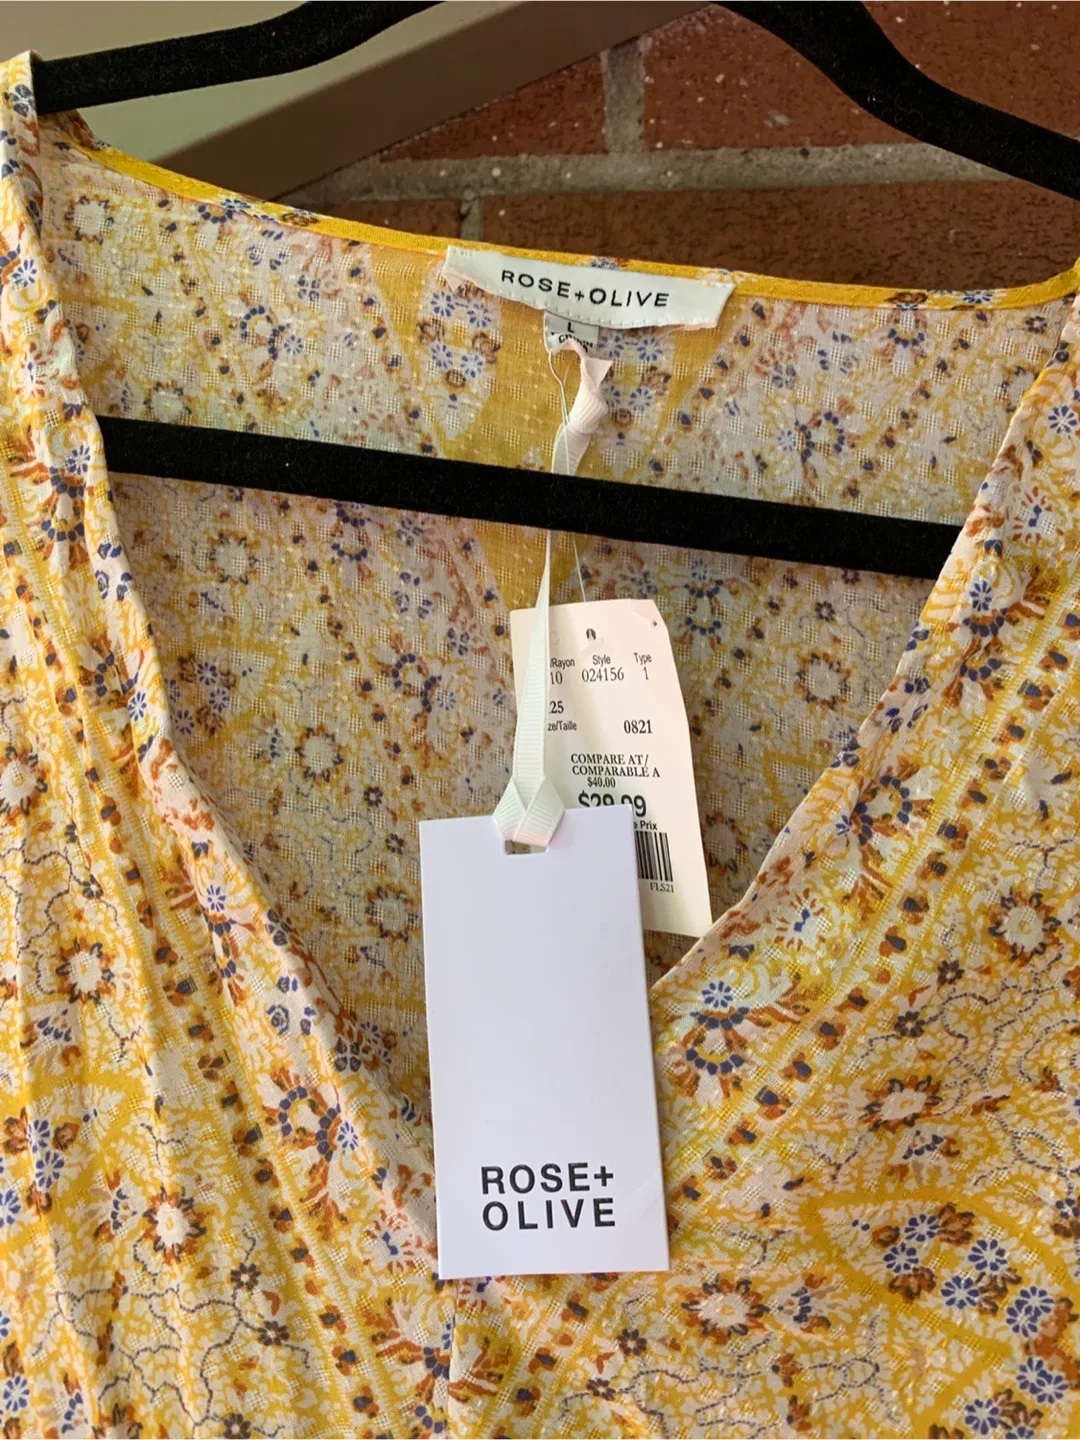 ROSE+OLIVE
L
/Rayon Style Type
10 024156 1
25
ze/Taille
0821
COMPARE AT/
COMPARABLE A
$40.00
$29.99
e Prix
FLS21
ROSE+
OLIVE